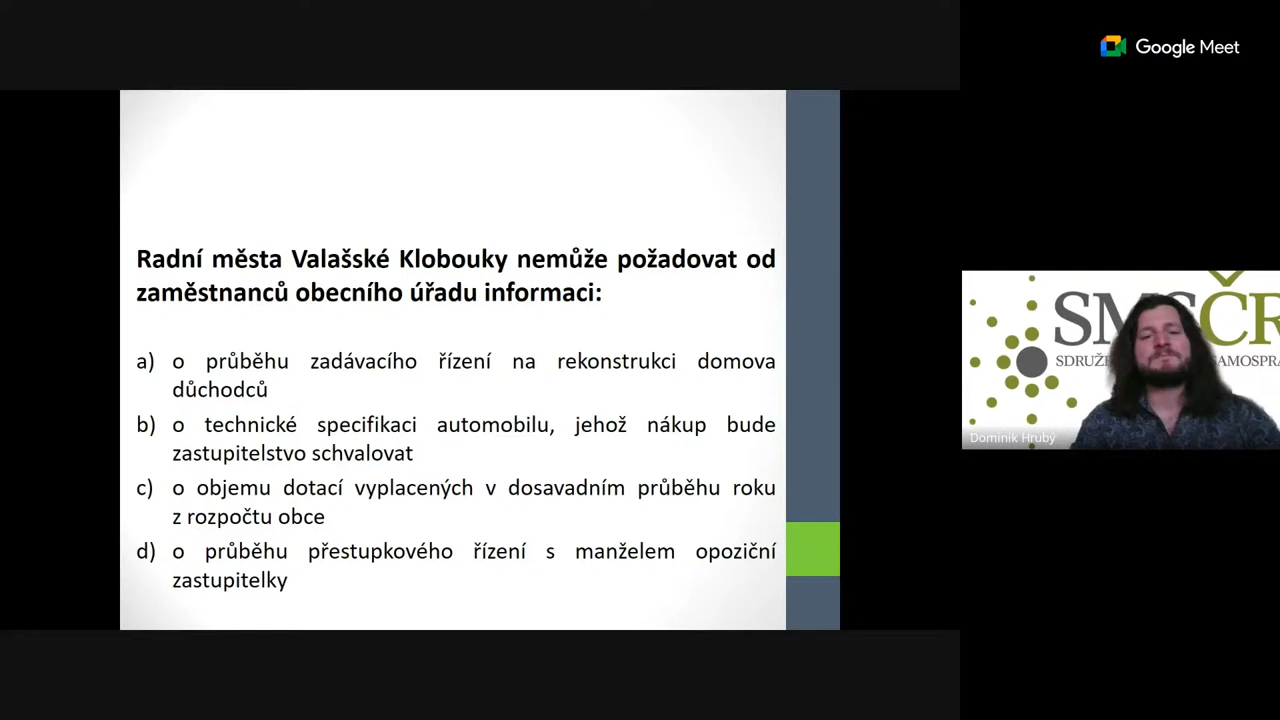 Google Meet
Radní města Valašské Klobouky nemůže požadovat od
zaměstnanců obecního úřadu informaci:
a) o průběhu zadávacího řízení na rekonstrukci domova
důchodců
b) o technické specifikaci automobilu, jehož nákup bude
zastupitelstvo schvalovat
c) o objemu dotací vyplacených v dosavadním průběhu roku
z rozpočtu obce
d) o průběhu přestupkového řízení s manželem opoziční
zastupitelky
SMSČR
SDRUŽE SAMOSPRA
Dominik Hrubý